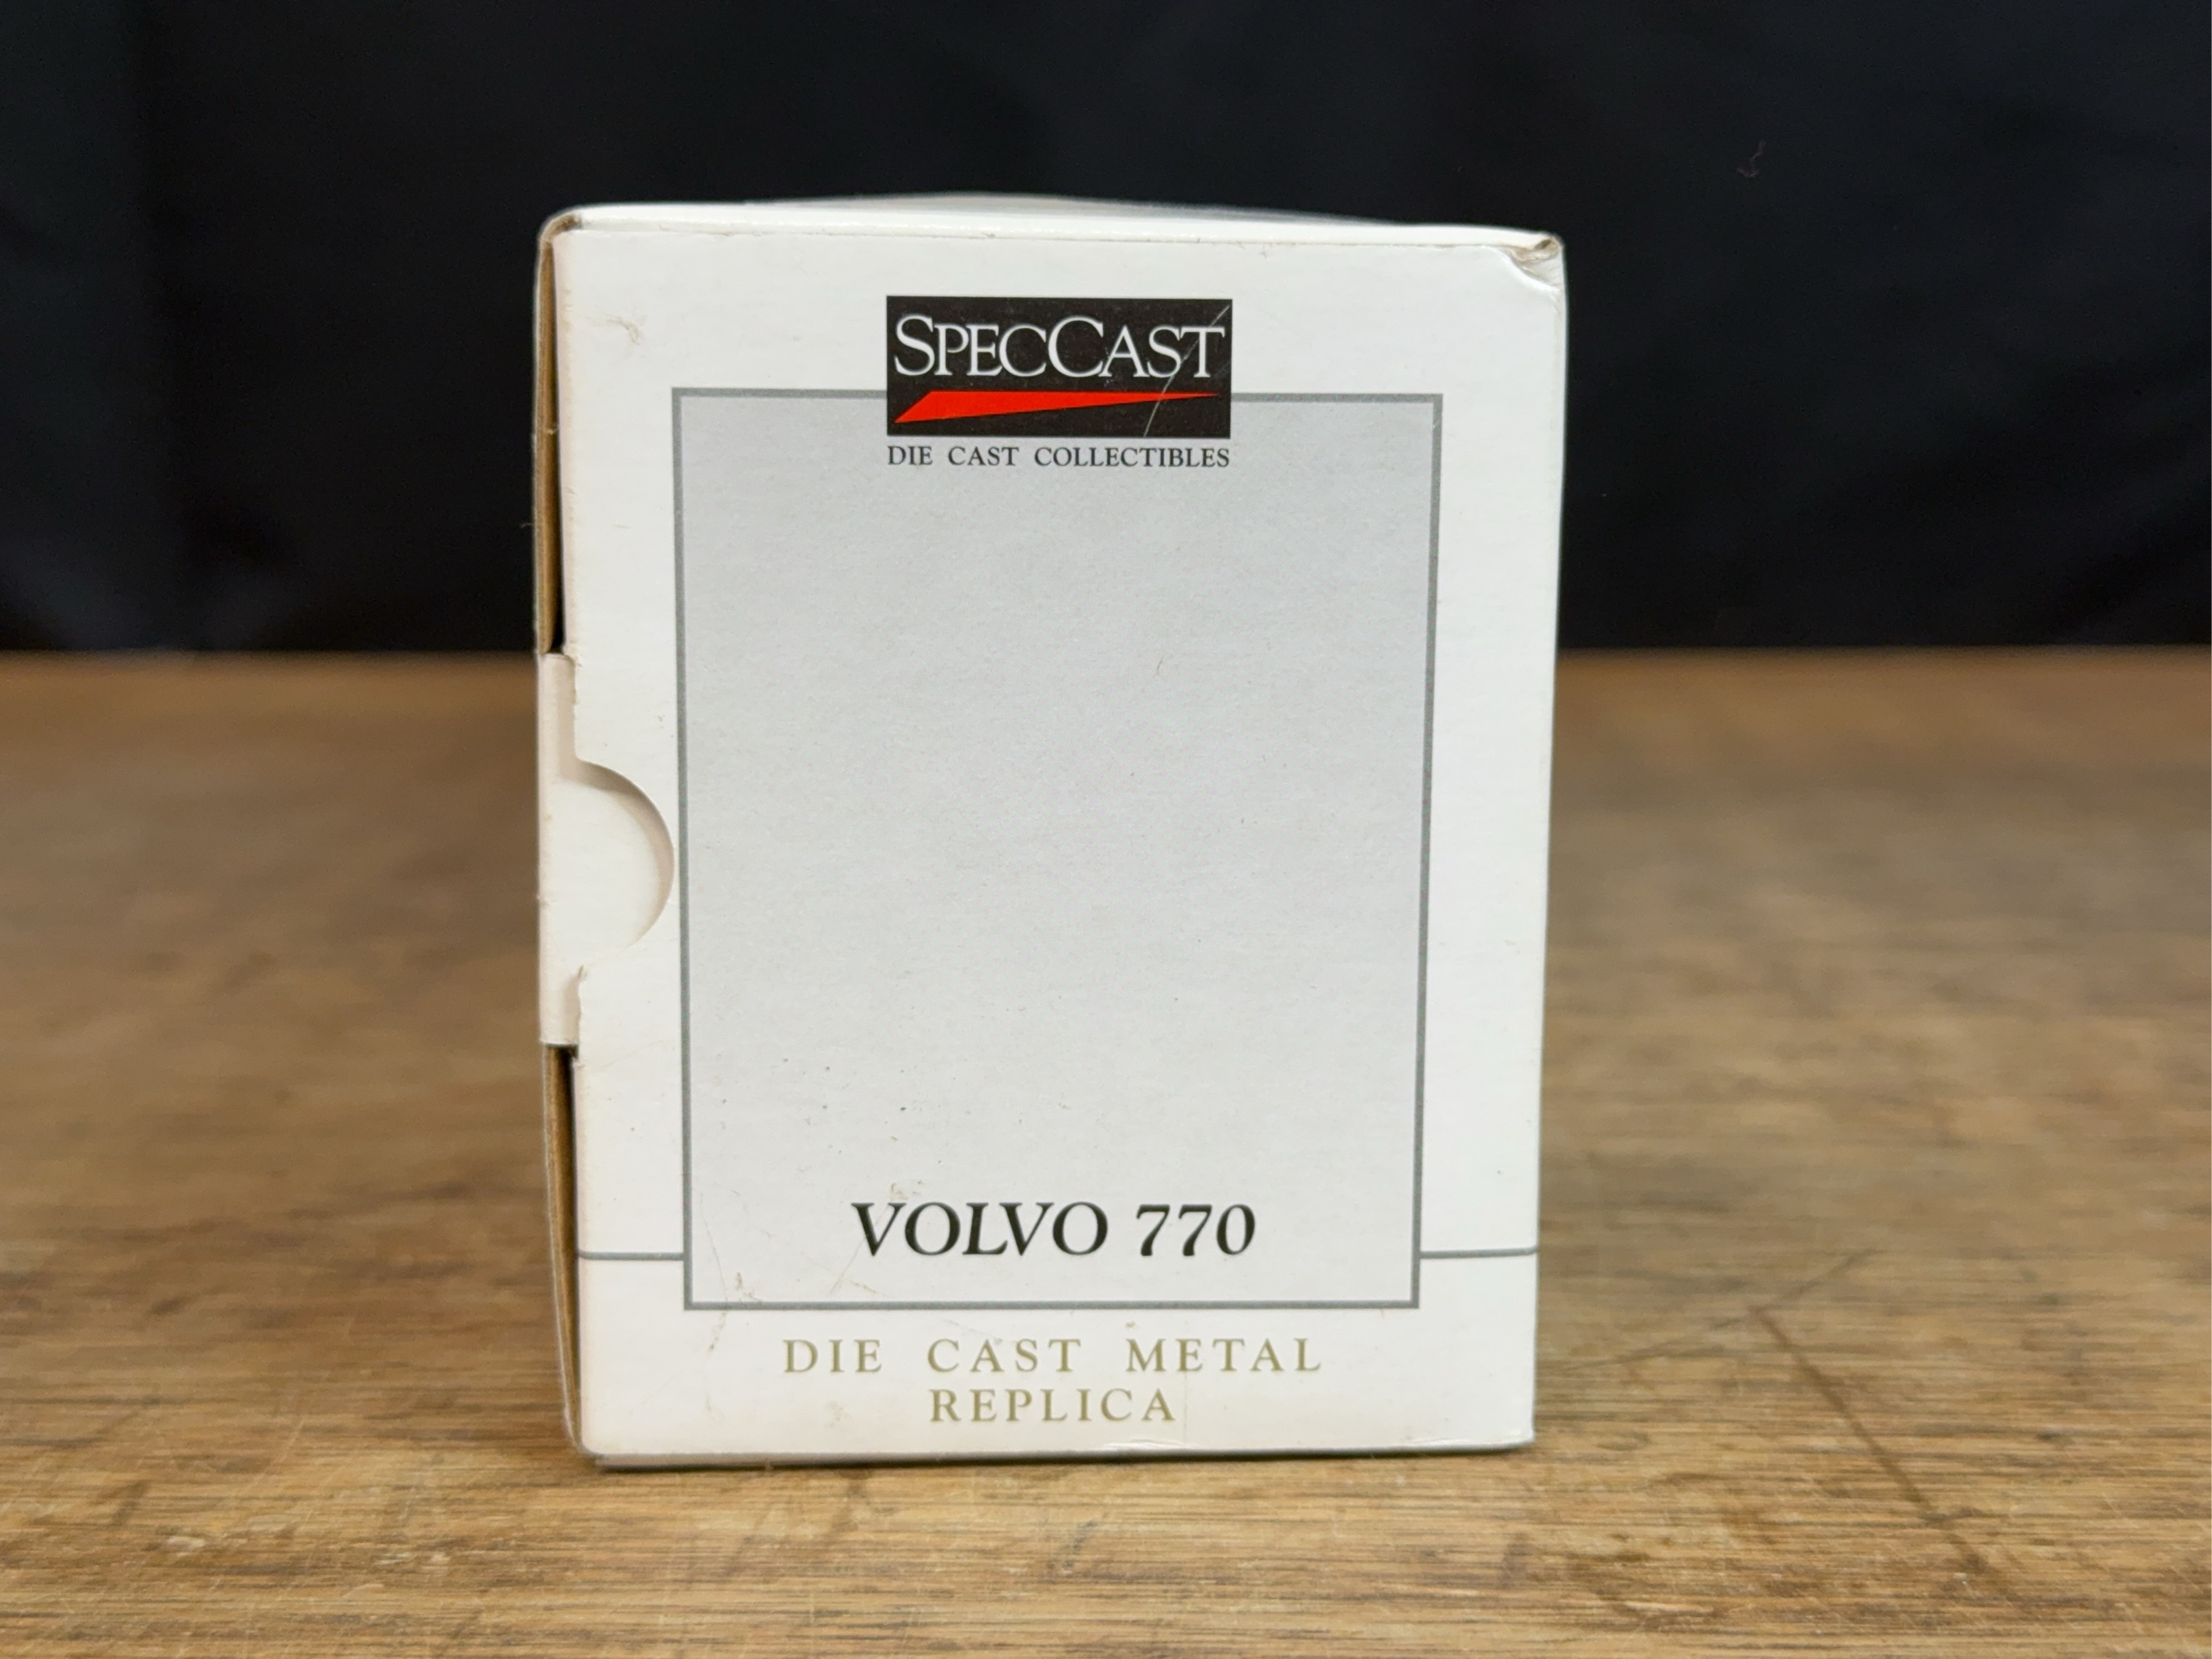 SPECCAST
DIE CAST COLLECTIBLES
VOLVO 770
DIE CAST METAL
REPLICA